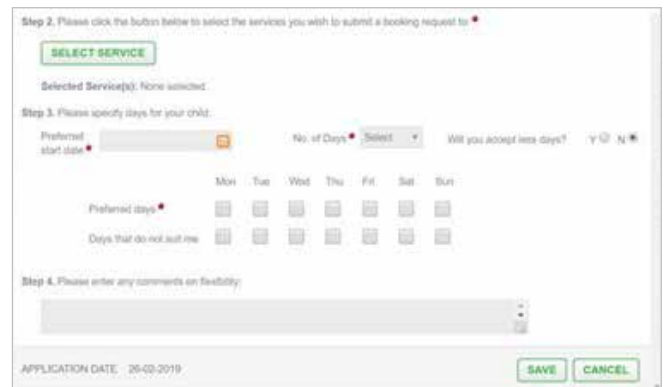 Step 2. Please click the button below to select the services you wish to submit a booking request to *
SELECT SERVICE
Selected Service(s): None selected.
Step 3. Please specify days for your child.
Preferred start date * No. of Days * Select Will you accept less days? Y N
Mon Tue Wed Thu Fri Sat Sun
Preferred days *
Days that do not suit me
Step 4. Please enter any comments on flexibility:
APPLICATION DATE 26-02-2019 SAVE CANCEL